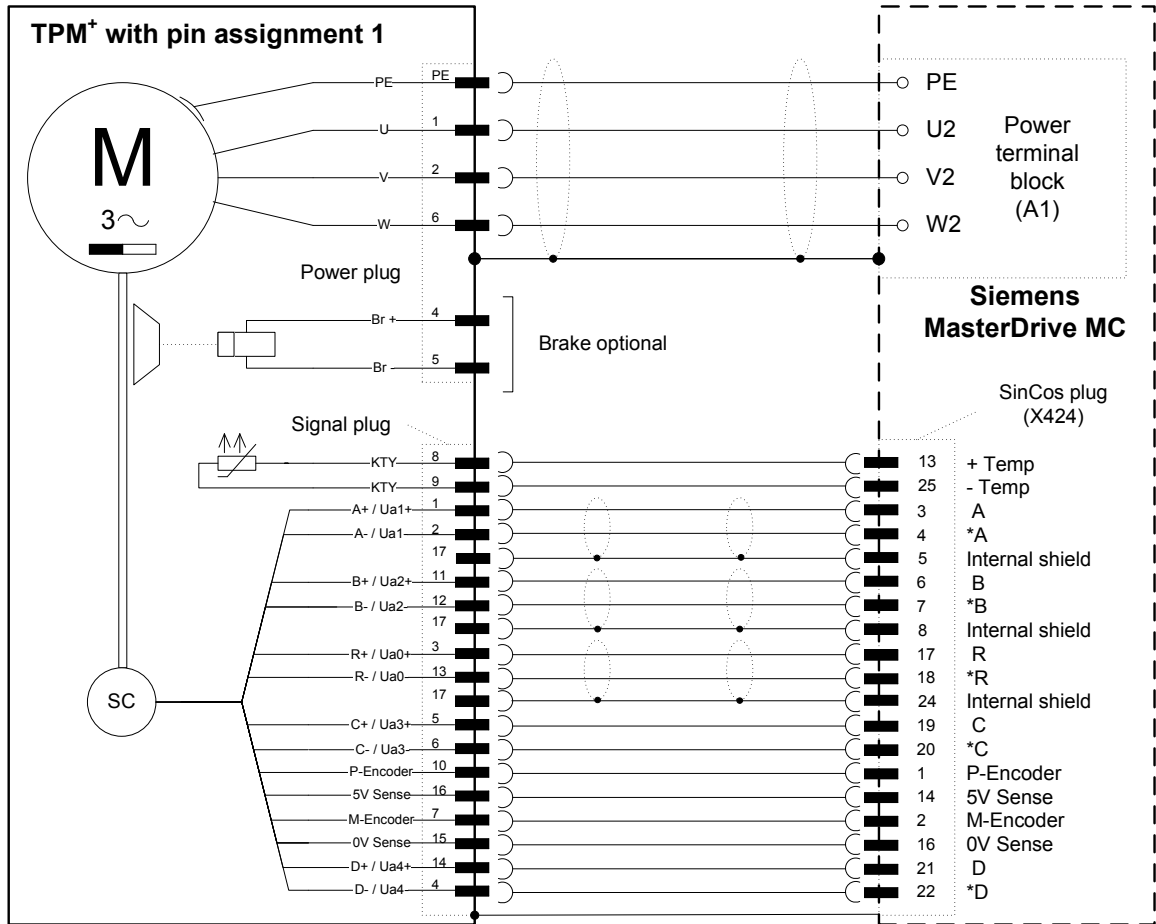 TPM+ with pin assignment 1
PE PE PE
M
3
U 1 U2
V 2 V2
W 6 W2
Power
terminal
block
(A1)
Power plug
Siemens
MasterDrive MC
Br + 4
Br - 5
Brake optional
SinCos plug
(X424)
Signal plug
KTY 8 13 + Temp
KTY 9 25 - Temp
A+ / Ua1+ 1 3 A
A- / Ua1 2 4 *A
17 5 Internal shield
B+ / Ua2+ 11 6 B
B- / Ua2- 12 7 *B
17 8 Internal shield
R+ / Ua0+ 3 17 R
R- / Ua0 13 18 *R
17 24 Internal shield
SC
C+ / Ua3+ 5 19 C
C- / Ua3- 6 20 *C
P-Encoder 10 1 P-Encoder
5V Sense 16 14 5V Sense
M-Encoder 7 2 M-Encoder
0V Sense 15 16 0V Sense
D+ / Ua4+ 14 21 D
D- / Ua4 4 22 *D